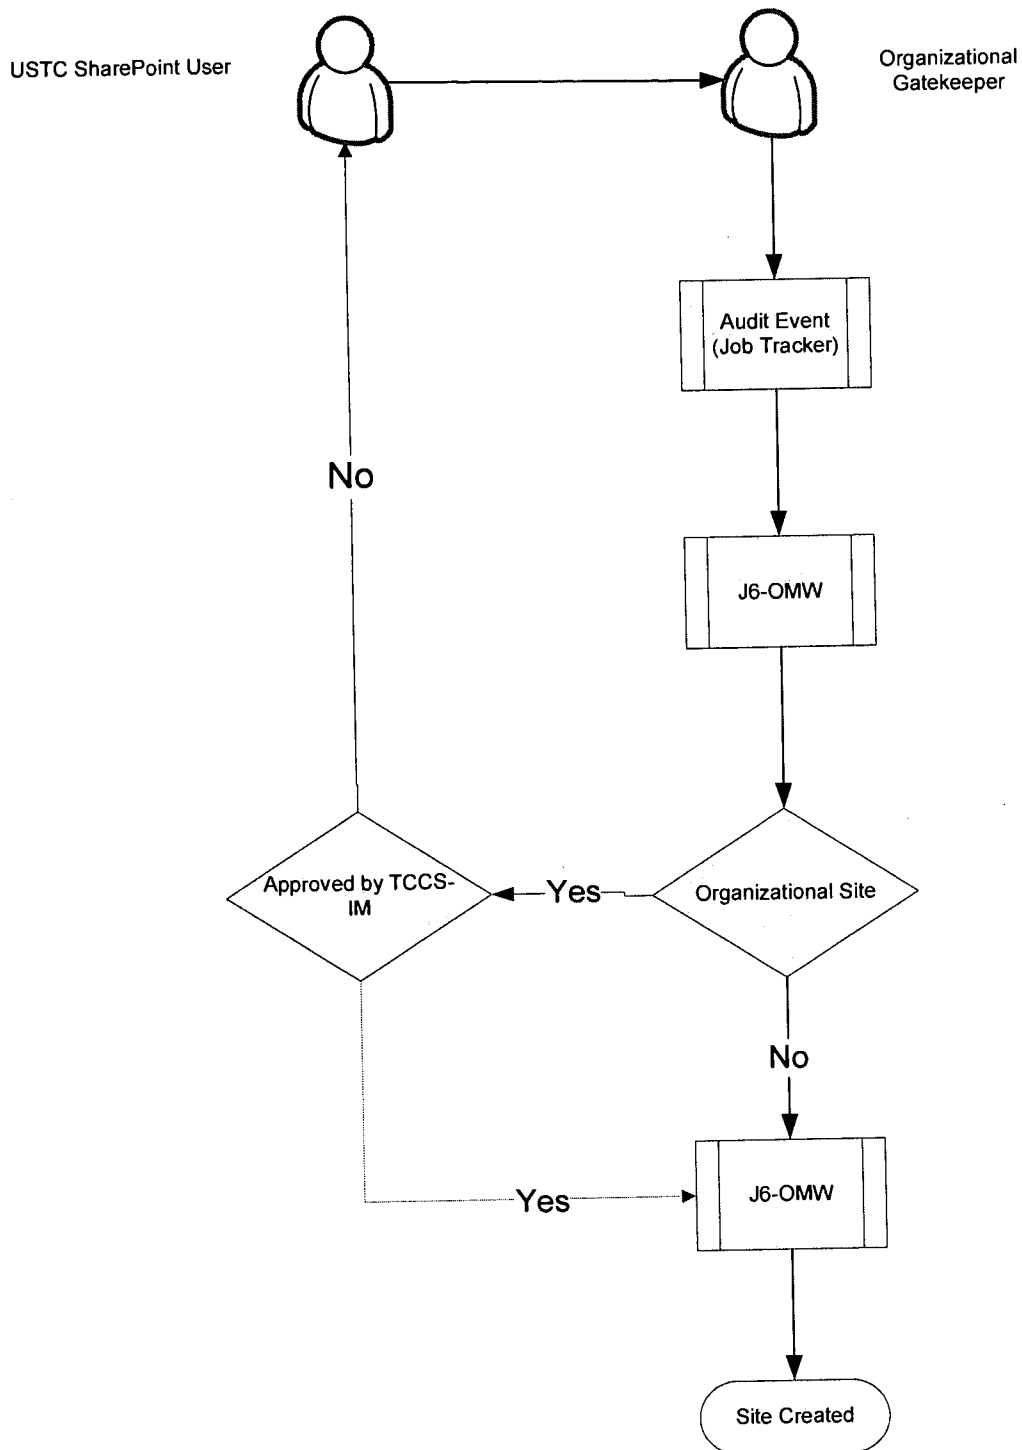 USTC SharePoint User
Organizational
Gatekeeper
Audit Event
(Job Tracker)
No
J6-OMW
Approved by TCCS-
IM
Yes
Organizational Site
No
Yes
J6-OMW
Site Created